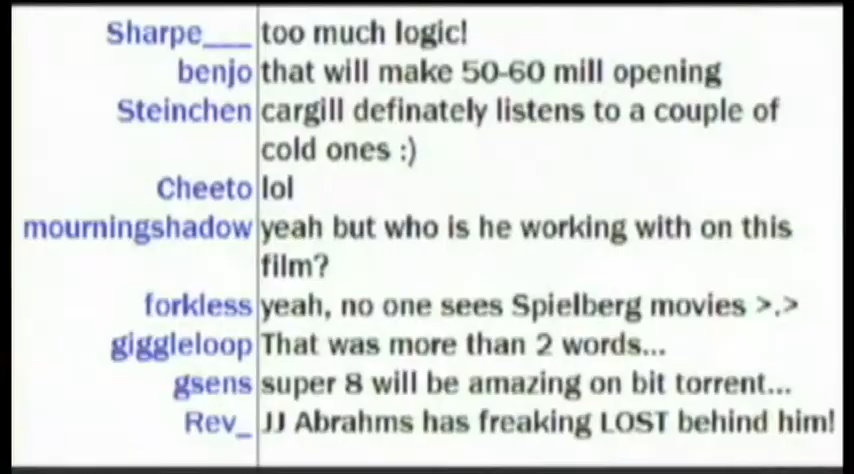 Sharpe___ too much logic!
benjo that will make 50-60 mill opening
Steinchen cargill definately listens to a couple of
cold ones :)
Cheeto lol
mourningshadow yeah but who is he working with on this
film?
forkless yeah, no one sees Spielberg movies >.>
giggleloop That was more than 2 words...
gsens super 8 will be amazing on bit torrent...
Rev_ JJ Abrahms has freaking LOST behind him!